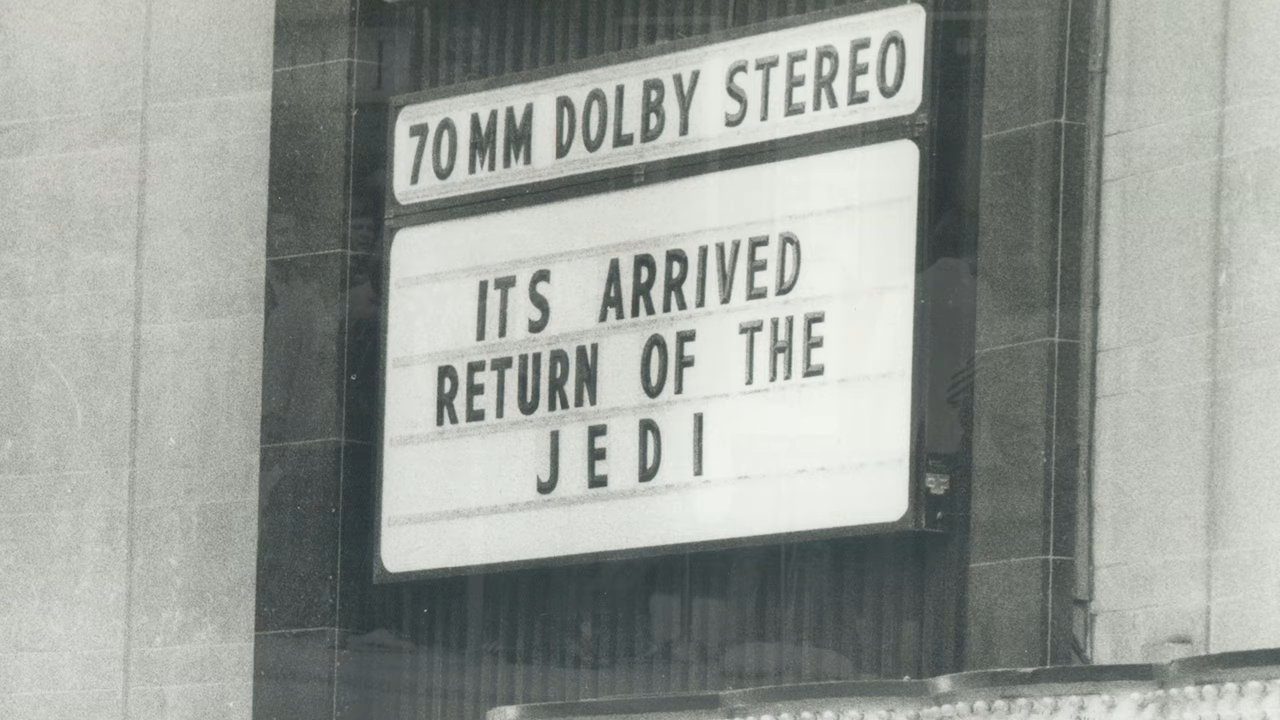 70MM DOLBY STEREO
ITS ARRIVED
RETURN OF THE
JEDI